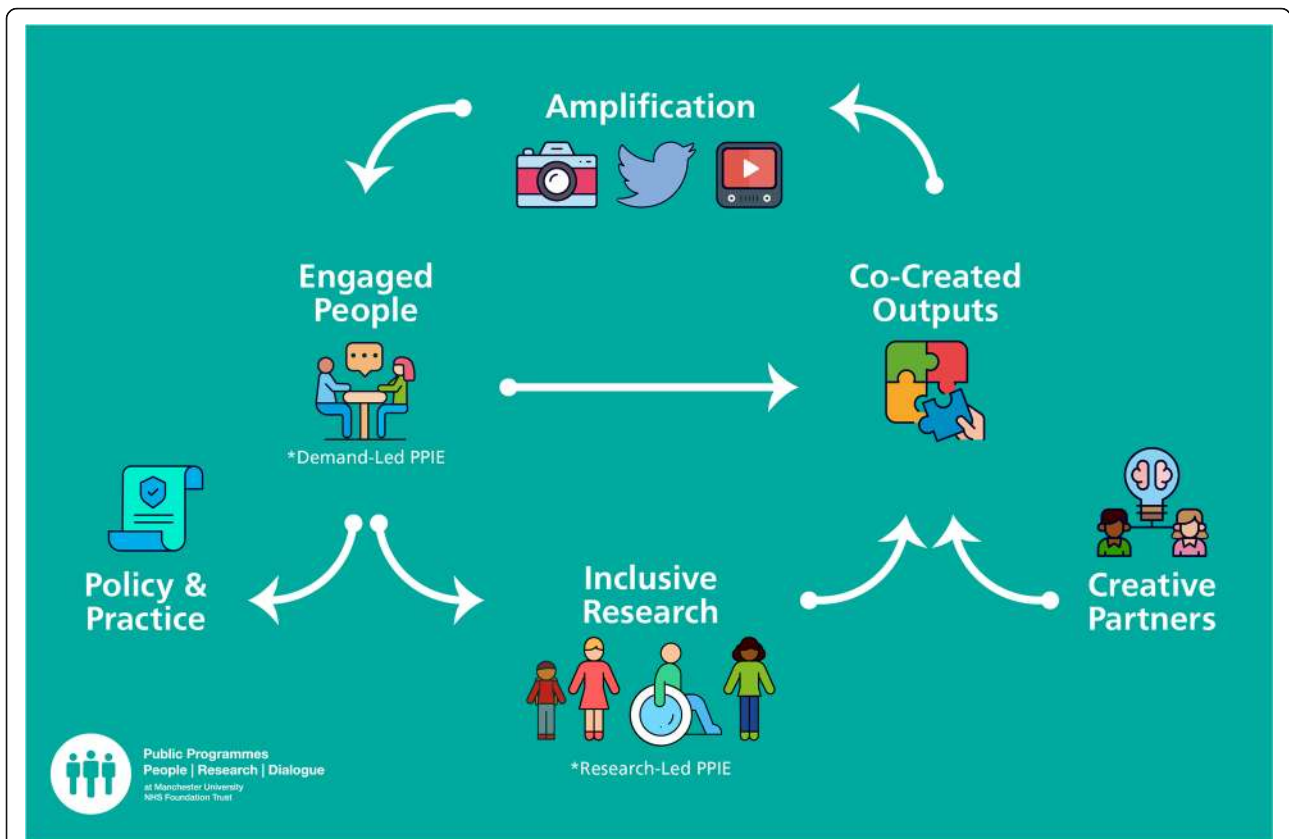 Amplification
Engaged
People
*Demand-Led PPIE
Co-Created
Outputs
Policy &
Practice
Inclusive
Research
*Research-Led PPIE
Creative
Partners
Public Programmes
People | Research | Dialogue
at Manchester University
NHS Foundation Trust